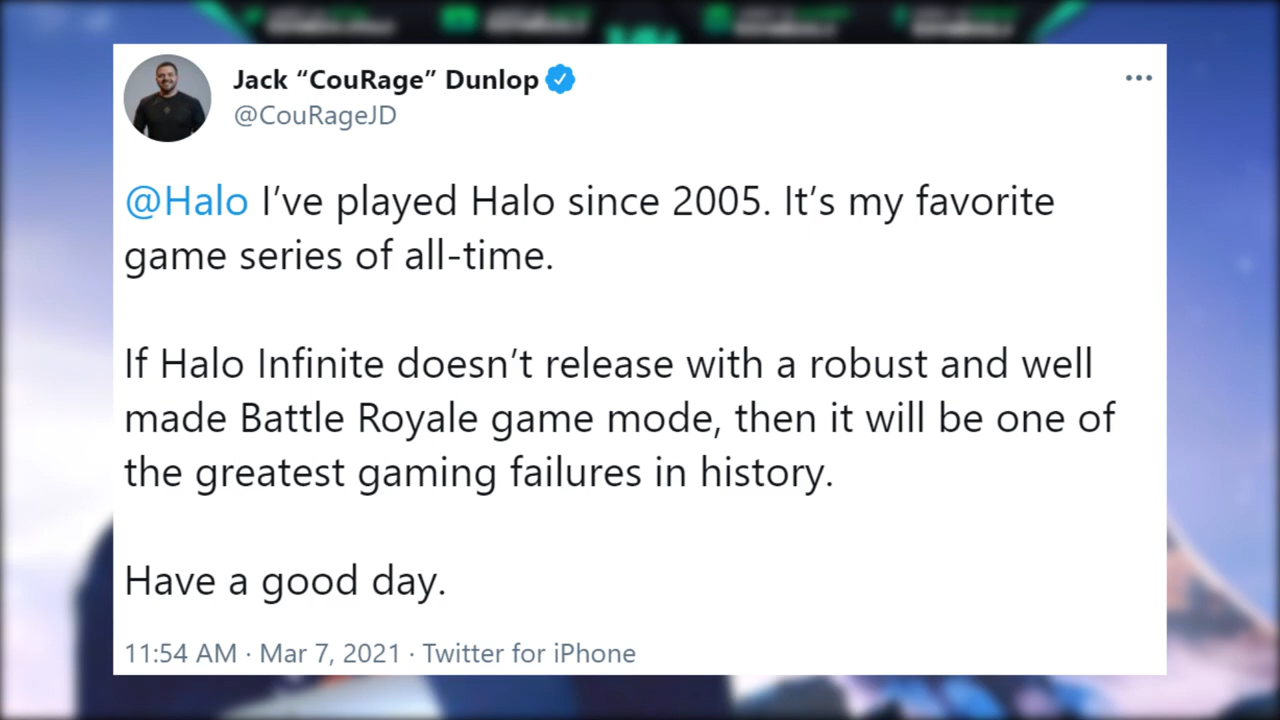 Jack “CouRage” Dunlop
@CouRageJD
@Halo I’ve played Halo since 2005. It’s my favorite
game series of all-time.
If Halo Infinite doesn’t release with a robust and well
made Battle Royale game mode, then it will be one of
the greatest gaming failures in history.
Have a good day.
11:54 AM · Mar 7, 2021 · Twitter for iPhone